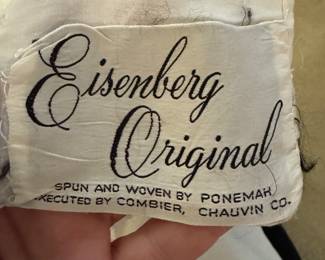 Eisenberg
Original
SPUN AND WOVEN BY PONEMAH
EXECUTED BY COMBIER, CHAUVIN CO.